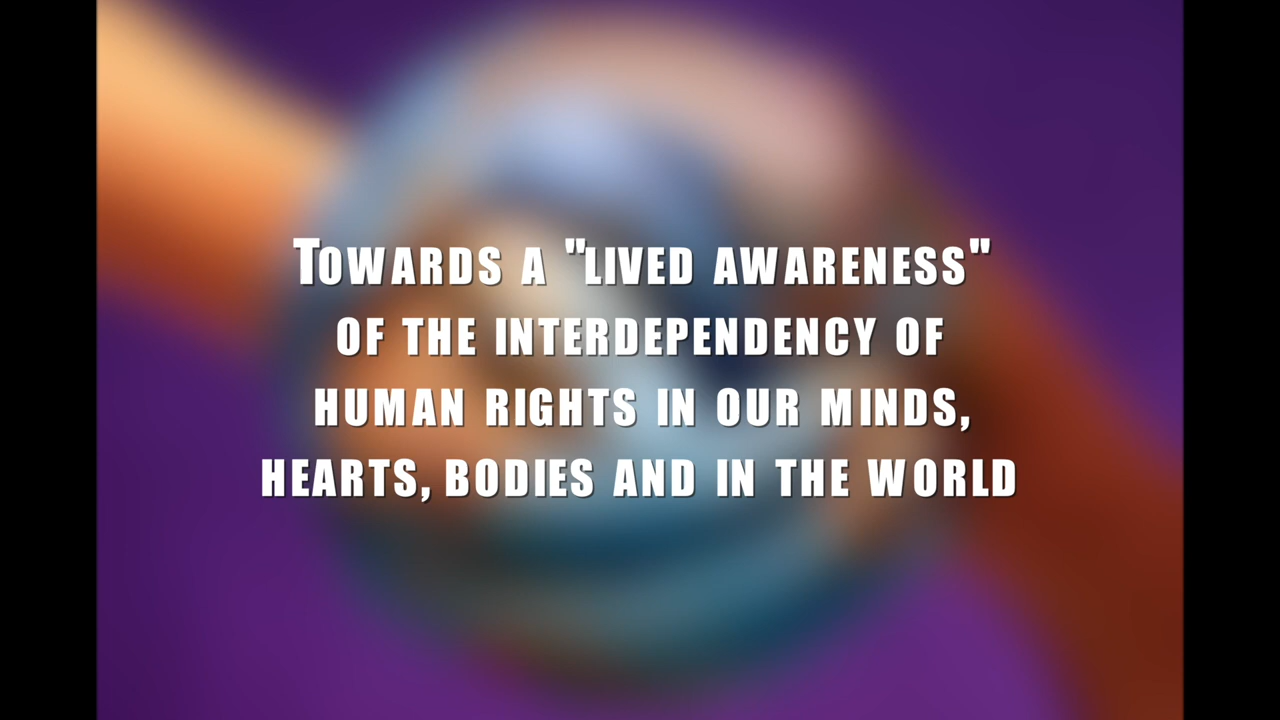 Towards a "lived awareness"
of the interdependency of
human rights in our minds,
hearts, bodies and in the world